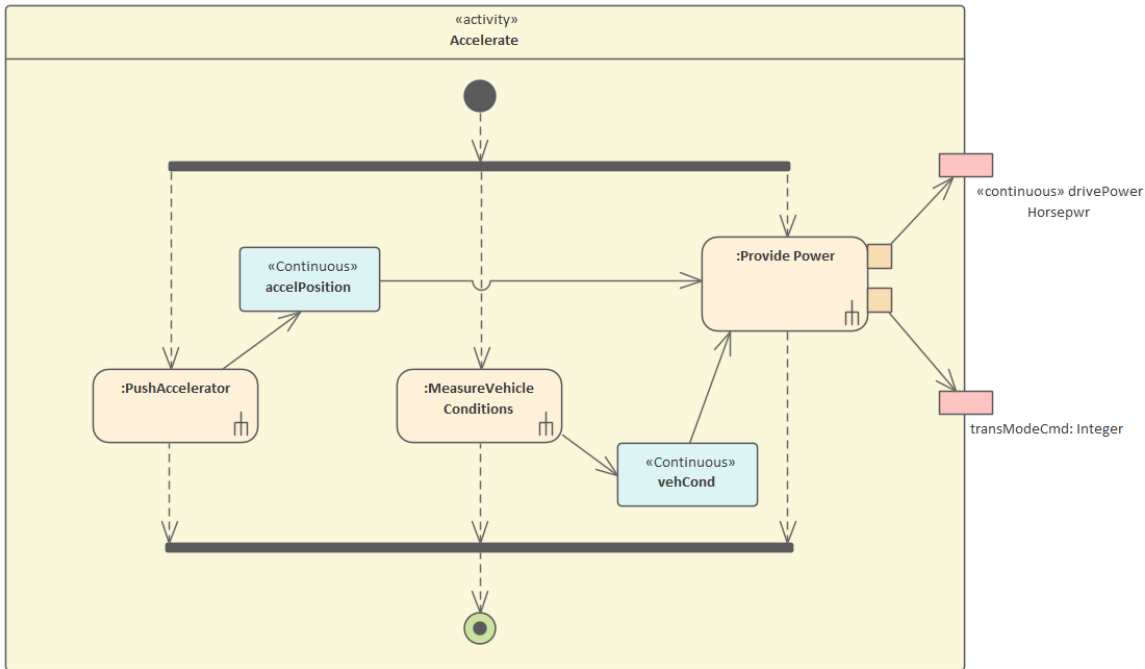 «activity»
Accelerate
«continuous» drivePower
Horsepwr
:Provide Power
«Continuous»
accelPosition
:PushAccelerator
:MeasureVehicle
Conditions
transModeCmd: Integer
«Continuous»
vehCond